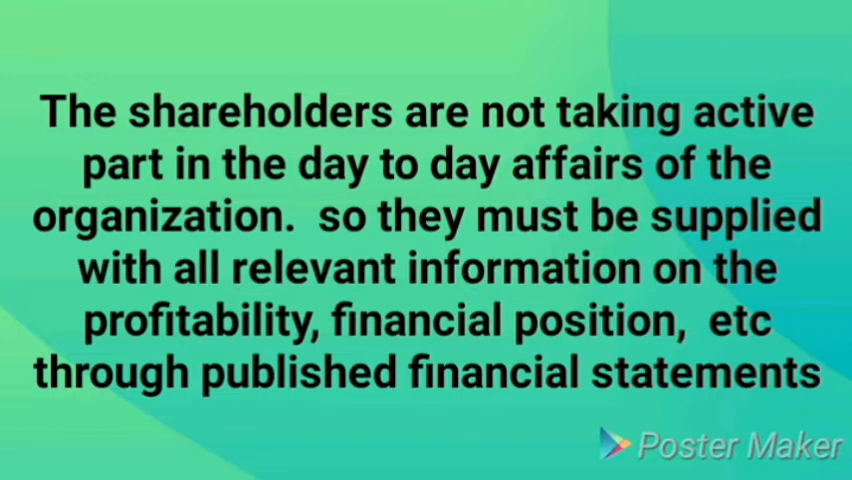 The shareholders are not taking active
part in the day to day affairs of the
organization.  so they must be supplied
with all relevant information on the
profitability, financial position,  etc
through published financial statements
Poster Maker